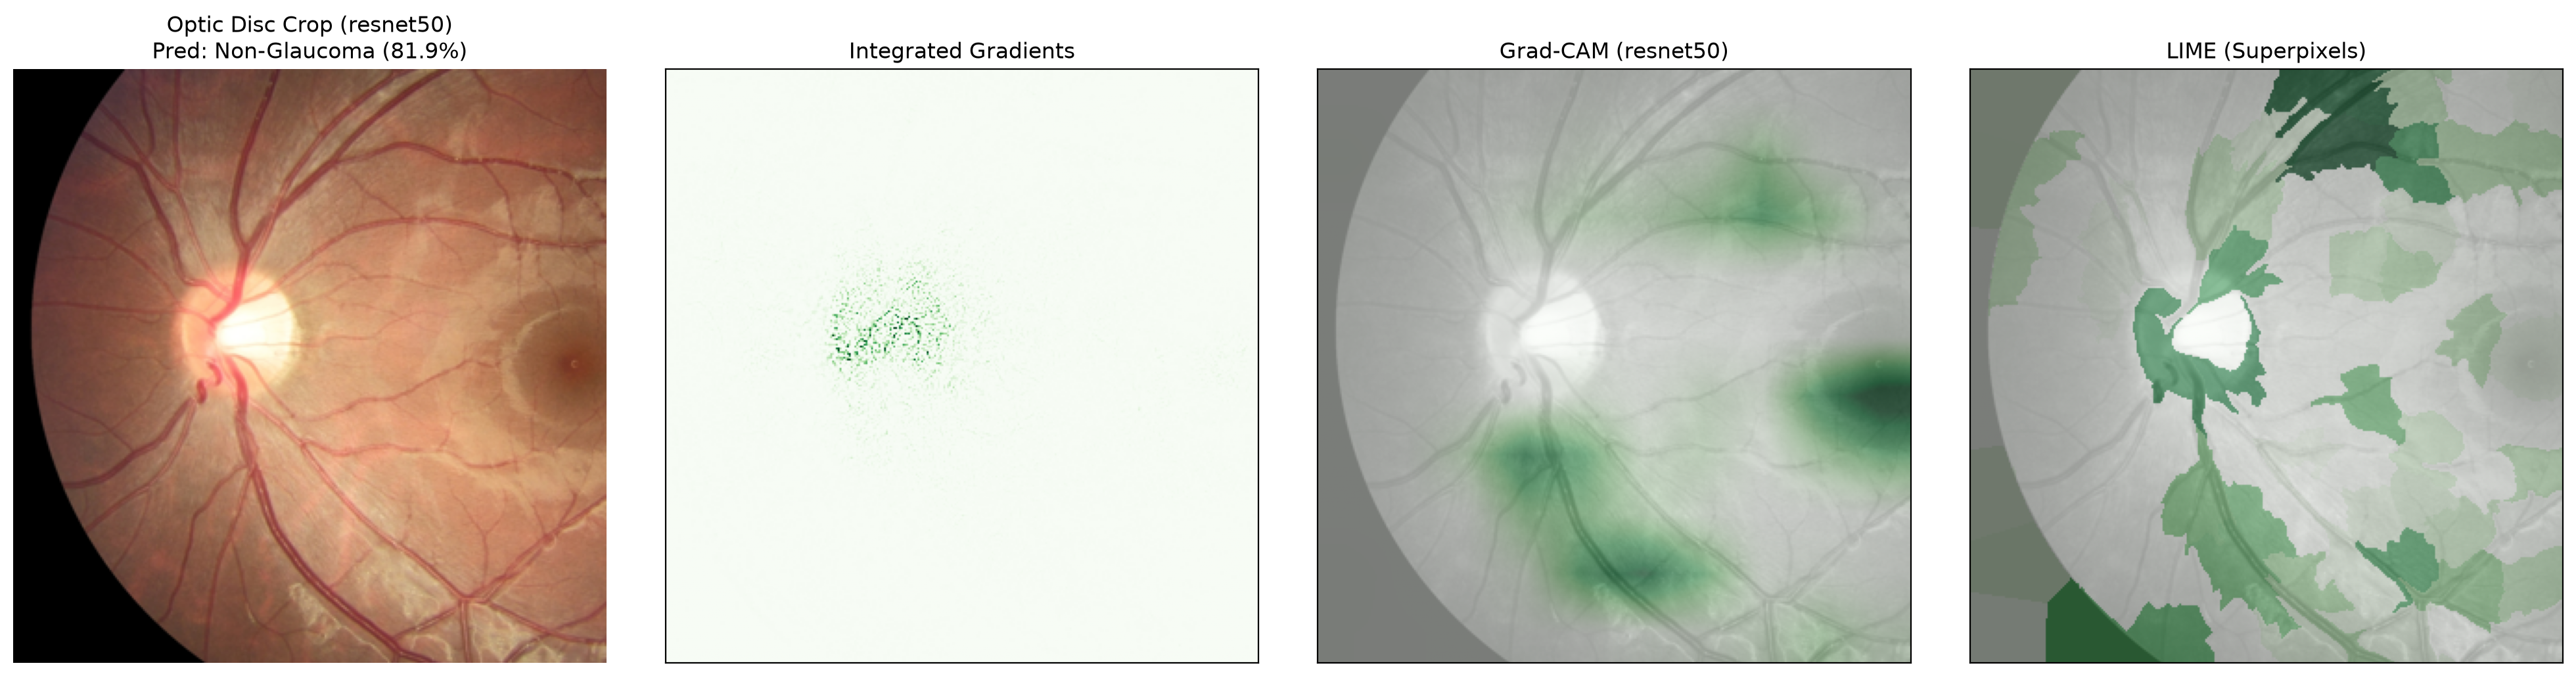 Optic Disc Crop (resnet50)
Pred: Non-Glaucoma (81.9%)
Integrated Gradients
Grad-CAM (resnet50)
LIME (Superpixels)